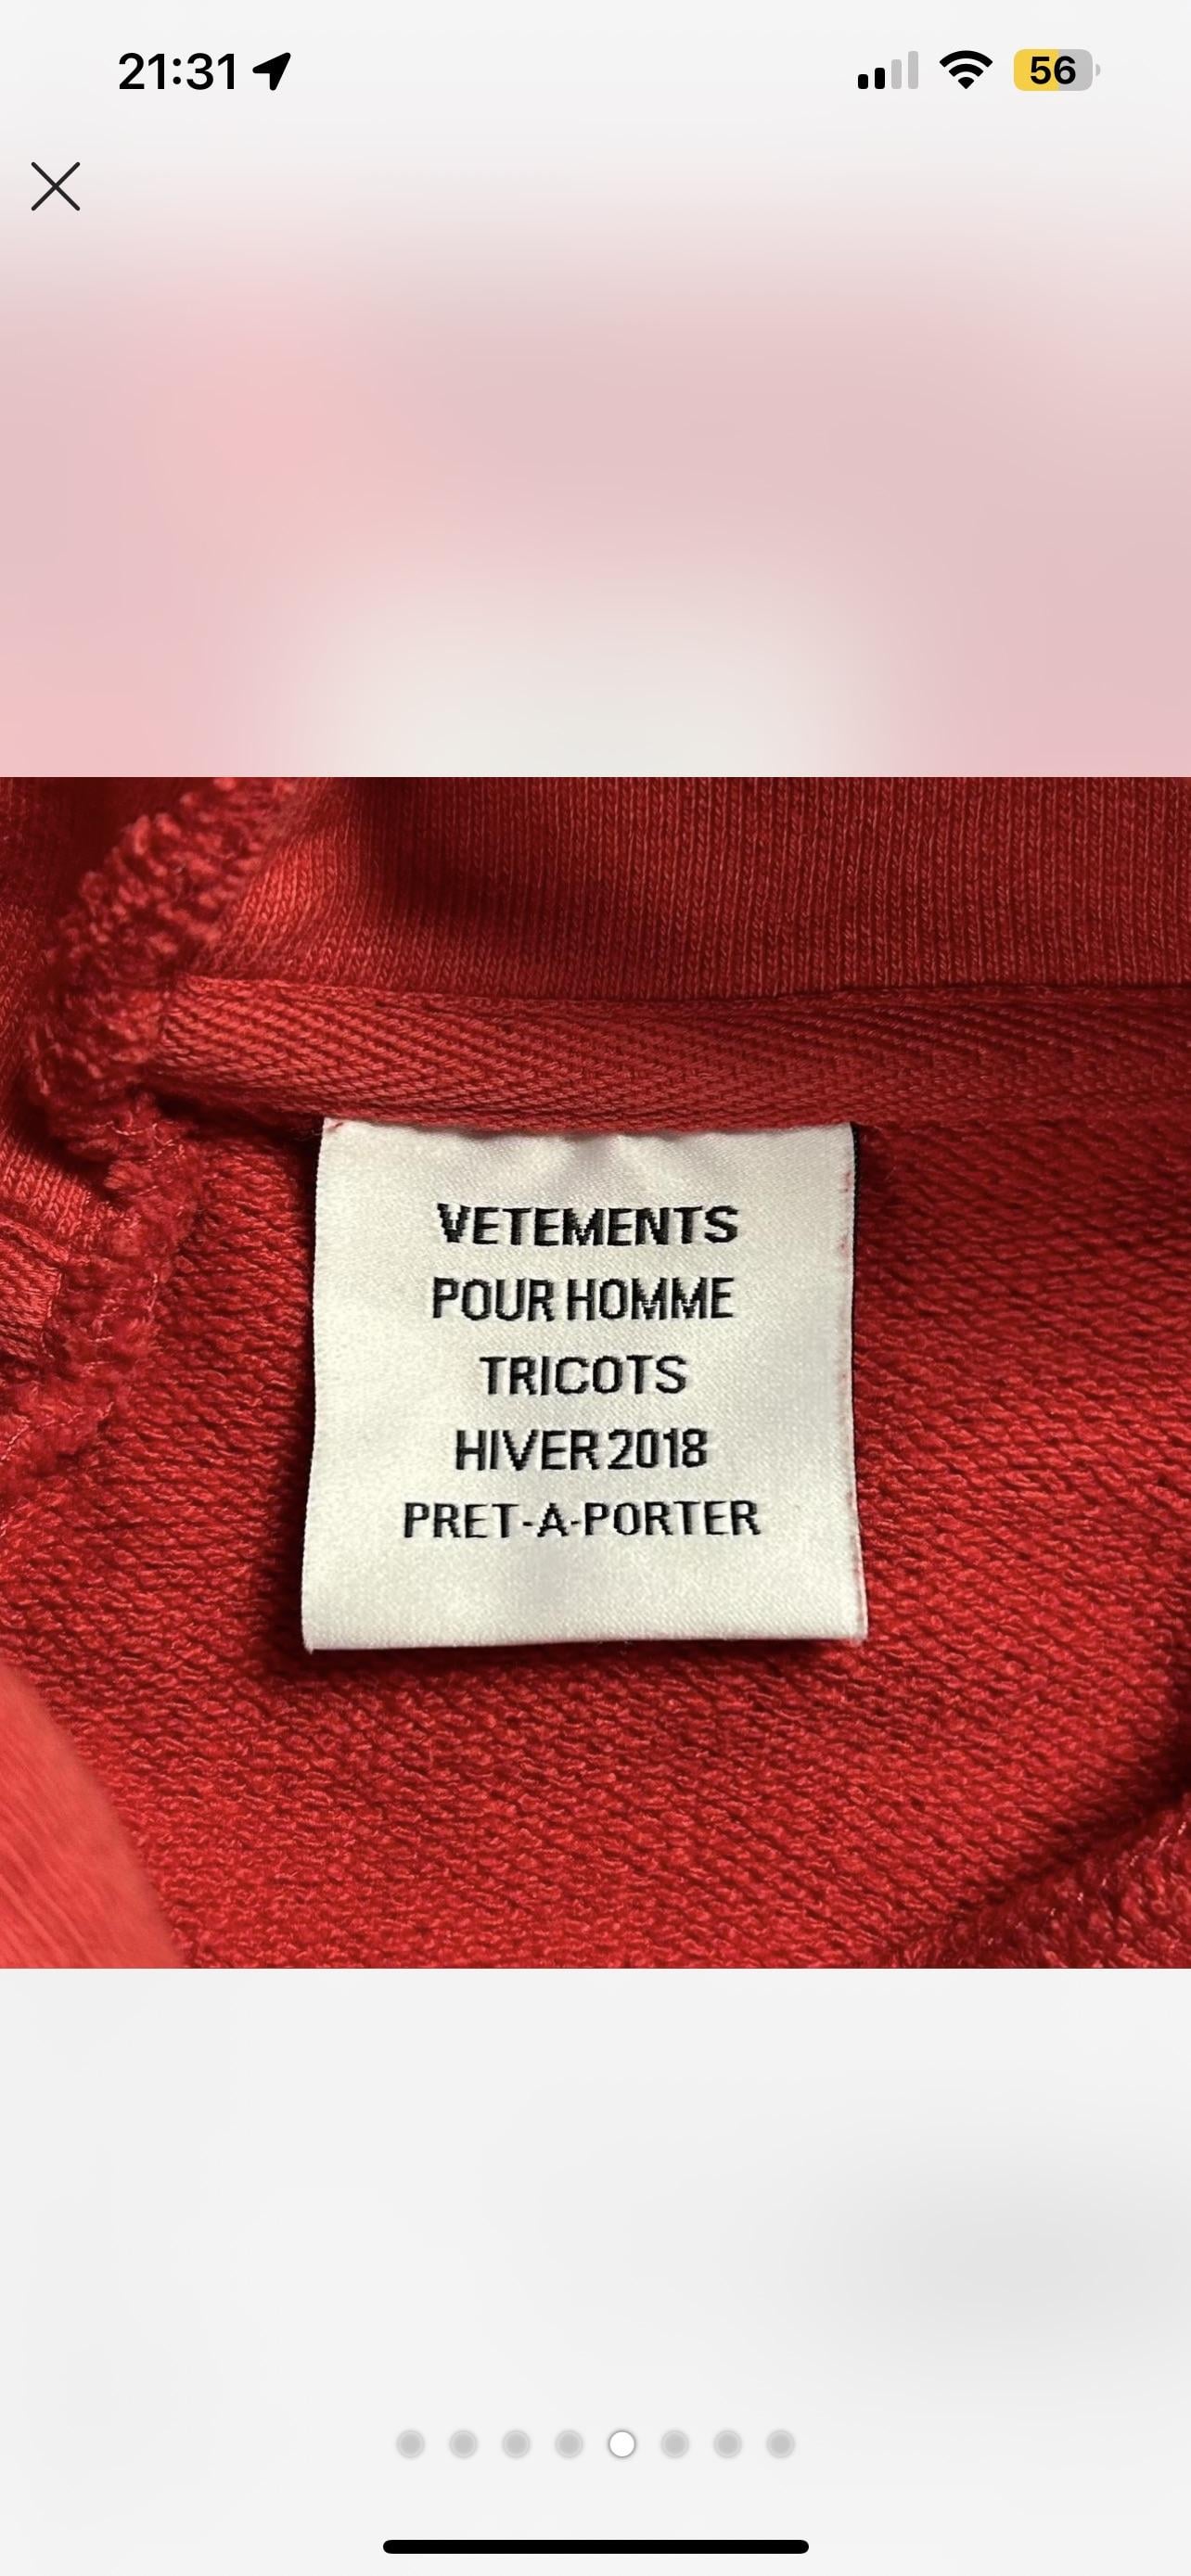 21:31
56
VETEMENTS
POUR HOMME
TRICOTS
HIVER 2018
PRET-A-PORTER